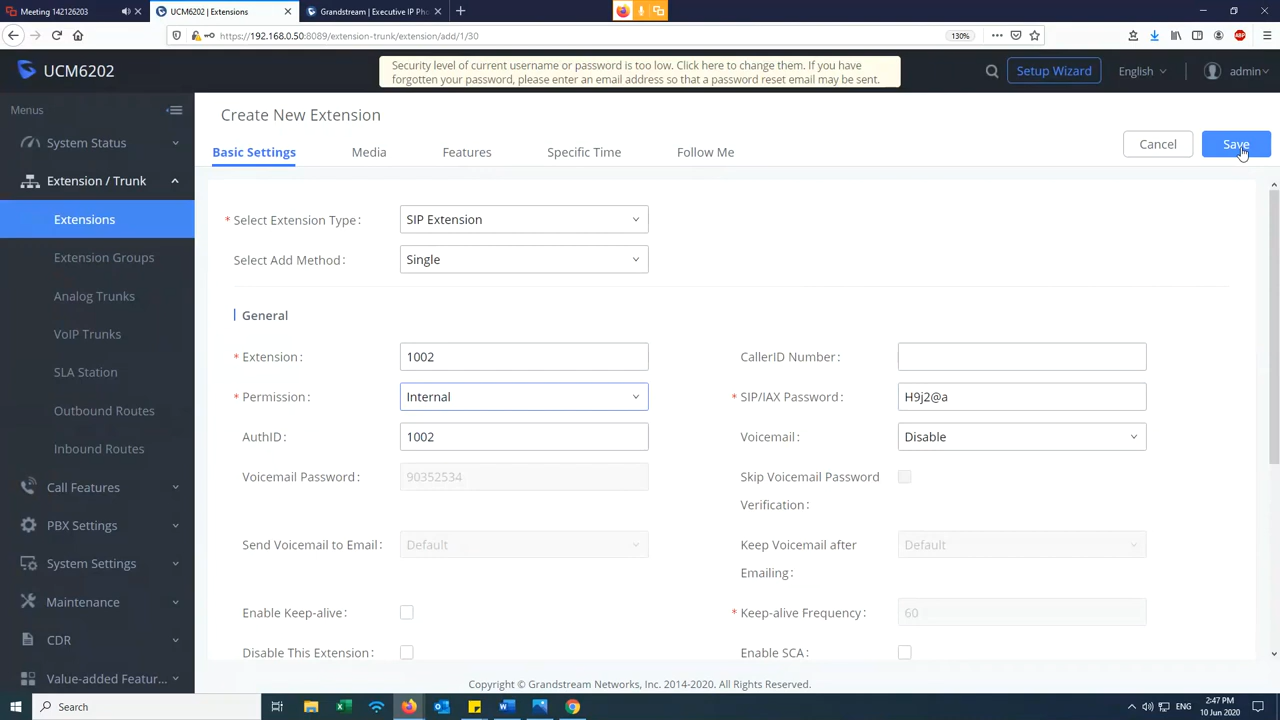 Meeting 142126203
UCM6202 | Extensions
Grandstream | Executive IP Pho
https://192.168.0.50:8089/extension-trunk/extension/add/1/30
130%
ABP
UCM6202
Security level of current username or password is too low. Click here to change them. If you have
forgotten your password, please enter an email address so that a password reset email may be sent.
Setup Wizard
English
admin
Menus
System Status
Extension / Trunk
Extensions
Extension Groups
Analog Trunks
VoIP Trunks
SLA Station
Outbound Routes
Inbound Routes
Call Features
PBX Settings
System Settings
Maintenance
CDR
Value-added Featur...
Create New Extension
Basic Settings
Media
Features
Specific Time
Follow Me
Cancel
Save
* Select Extension Type: SIP Extension
Select Add Method: Single
General
* Extension: 1002
CallerID Number:
* Permission: Internal
* SIP/IAX Password: H9j2@a
AuthID: 1002
Voicemail: Disable
Voicemail Password: 90352534
Skip Voicemail Password
Verification:
Send Voicemail to Email: Default
Keep Voicemail after Default
Emailing:
Enable Keep-alive:
* Keep-alive Frequency: 60
Disable This Extension:
Enable SCA:
Copyright © Grandstream Networks, Inc. 2014-2020. All Rights Reserved.
Search
ENG
2:47 PM
10 Jun 2020